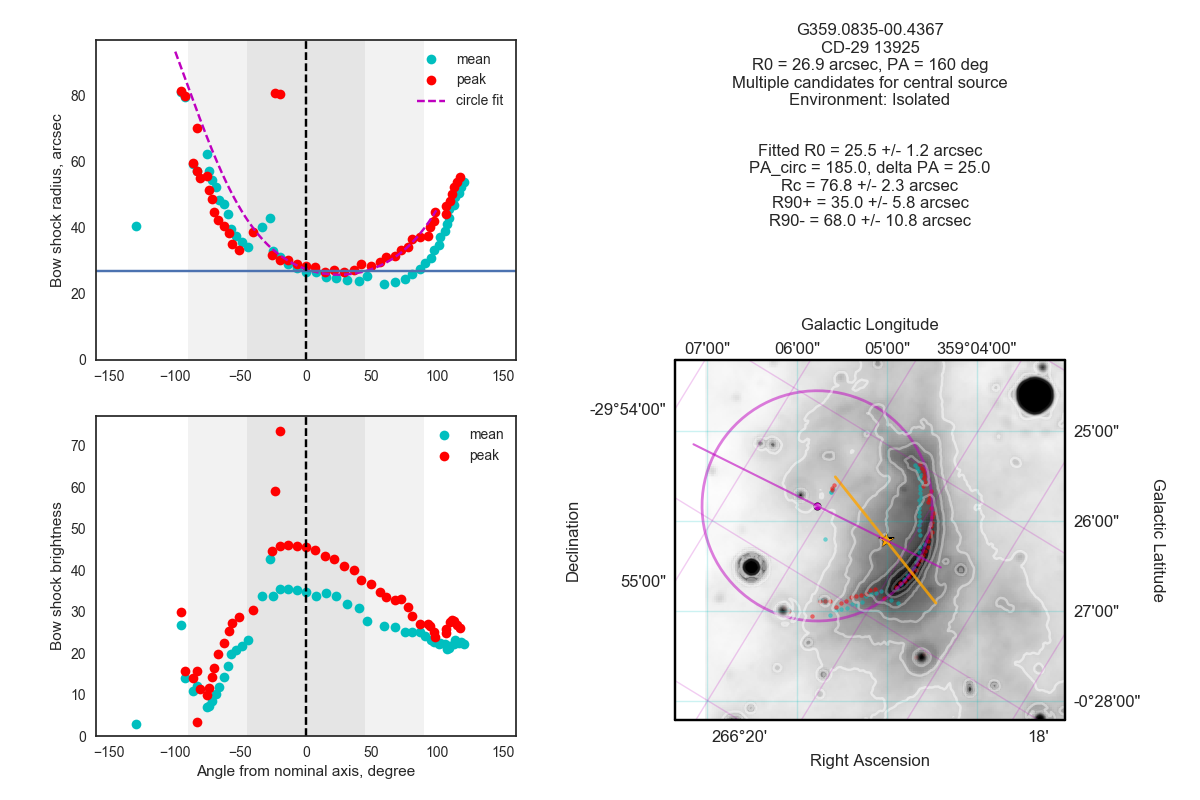 G359.0835-00.4367
CD-29 13925
R0 = 26.9 arcsec, PA = 160 deg
Multiple candidates for central source
Environment: Isolated
Fitted R0 = 25.5 +/- 1.2 arcsec
PA_circ = 185.0, delta PA = 25.0
Rc = 76.8 +/- 2.3 arcsec
R90+ = 35.0 +/- 5.8 arcsec
R90- = 68.0 +/- 10.8 arcsec
mean
peak
circle fit
Bow shock radius, arcsec
80
60
40
20
0
−150 −100 −50 0 50 100 150
mean
peak
Bow shock brightness
70
60
50
40
30
20
10
0
−150 −100 −50 0 50 100 150
Angle from nominal axis, degree
Galactic Longitude
07'00" 06'00" 05'00" 359°04'00"
-29°54'00"
55'00"
Declination
25'00"
26'00"
27'00"
-0°28'00"
Galactic Latitude
266°20' 18'
Right Ascension